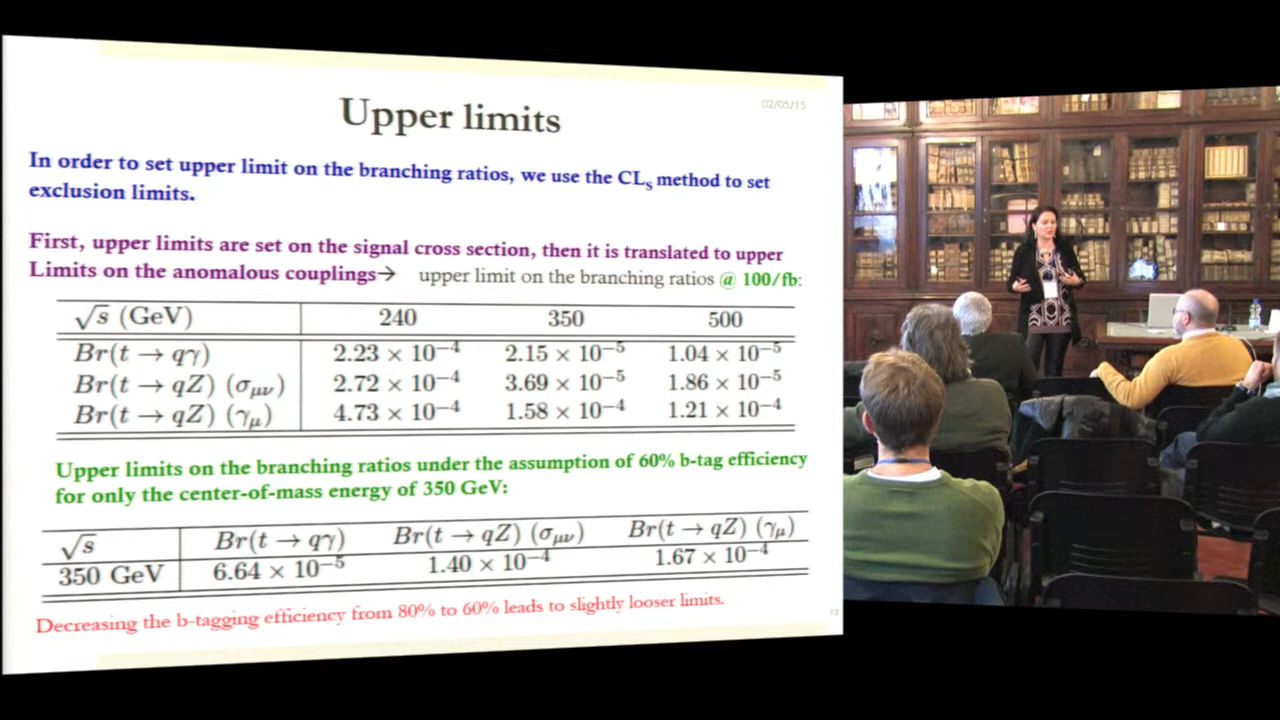 02/05/15
Upper limits
In order to set upper limit on the branching ratios, we use the CLₛ method to set
exclusion limits.
First, upper limits are set on the signal cross section, then it is translated to upper
Limits on the anomalous couplings→ upper limit on the branching ratios @ 100/fb:
√s (GeV) 240 350 500
Br(t → qγ) 2.23 × 10⁻⁴ 2.15 × 10⁻⁵ 1.04 × 10⁻⁵
Br(t → qZ) (σμν) 2.72 × 10⁻⁴ 3.69 × 10⁻⁵ 1.86 × 10⁻⁵
Br(t → qZ) (γμ) 4.73 × 10⁻⁴ 1.58 × 10⁻⁴ 1.21 × 10⁻⁴
Upper limits on the branching ratios under the assumption of 60% b-tag efficiency
for only the center-of-mass energy of 350 GeV:
√s Br(t → qγ) Br(t → qZ) (σμν) Br(t → qZ) (γμ)
350 GeV 6.64 × 10⁻⁵ 1.40 × 10⁻⁴ 1.67 × 10⁻⁴
Decreasing the b-tagging efficiency from 80% to 60% leads to slightly looser limits.